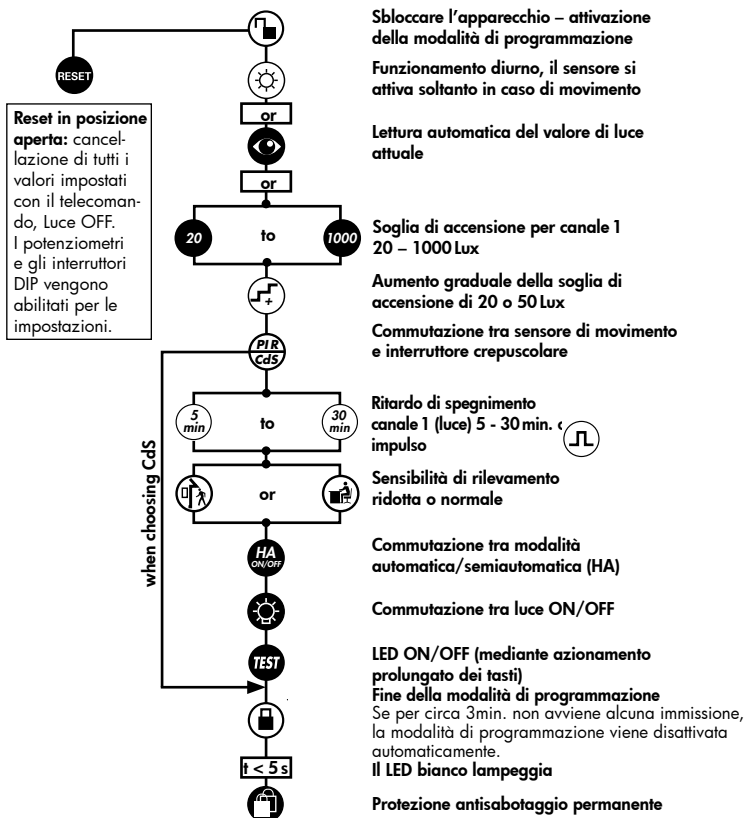 Sbloccare l'apparecchio – attivazione
della modalità di programmazione
RESET
Funzionamento diurno, il sensore si
attiva soltanto in caso di movimento
Reset in posizione
aperta: cancel-
lazione di tutti i
valori impostati
con il telecoman-
do, Luce OFF.
I potenziometri
e gli interruttori
DIP vengono
abilitati per le
impostazioni.
or
Lettura automatica del valore di luce
attuale
or
20
to
1000
Soglia di accensione per canale 1
20 – 1000 Lux
+
Aumento graduale della soglia di
accensione di 20 o 50 Lux
PIR
CdS
Commutazione tra sensore di movimento
e interruttore crepuscolare
when choosing CdS
5
min
to
30
min
Ritardo di spegnimento
canale 1 (luce) 5 - 30 min.
impulso
or
Sensibilità di rilevamento
ridotta o normale
HA
ON/OFF
Commutazione tra modalità
automatica/semiautomatica (HA)
Commutazione tra luce ON/OFF
TEST
LED ON/OFF (mediante azionamento
prolungato dei tasti)
Fine della modalità di programmazione
Se per circa 3min. non avviene alcuna immissione,
la modalità di programmazione viene disattivata
automaticamente.
t < 5 s
Il LED bianco lampeggia
Protezione antisabotaggio permanente